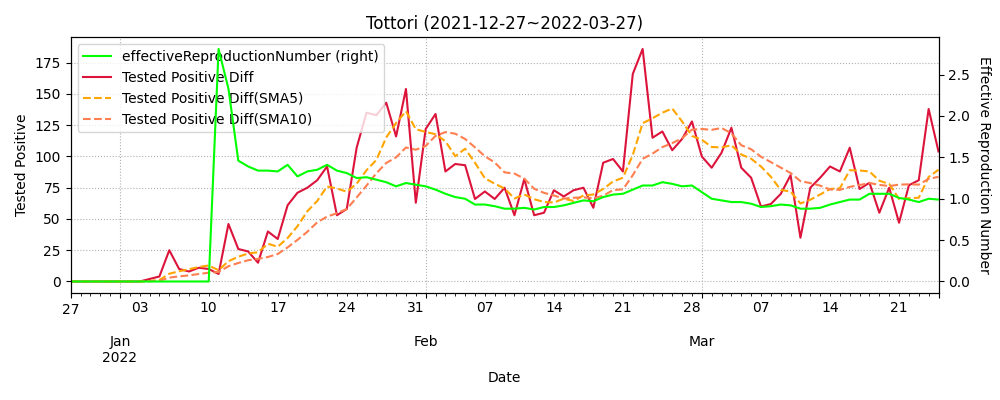 Tottori (2021-12-27~2022-03-27)
effectiveReproductionNumber (right)
Tested Positive Diff
Tested Positive Diff(SMA5)
Tested Positive Diff(SMA10)
Tested Positive
175
150
125
100
75
50
25
0
Effective Reproduction Number
2.5
2.0
1.5
1.0
0.5
0.0
27 03 10 17 24 31 07 14 21 28 07 14 21
Jan Feb Mar
2022
Date